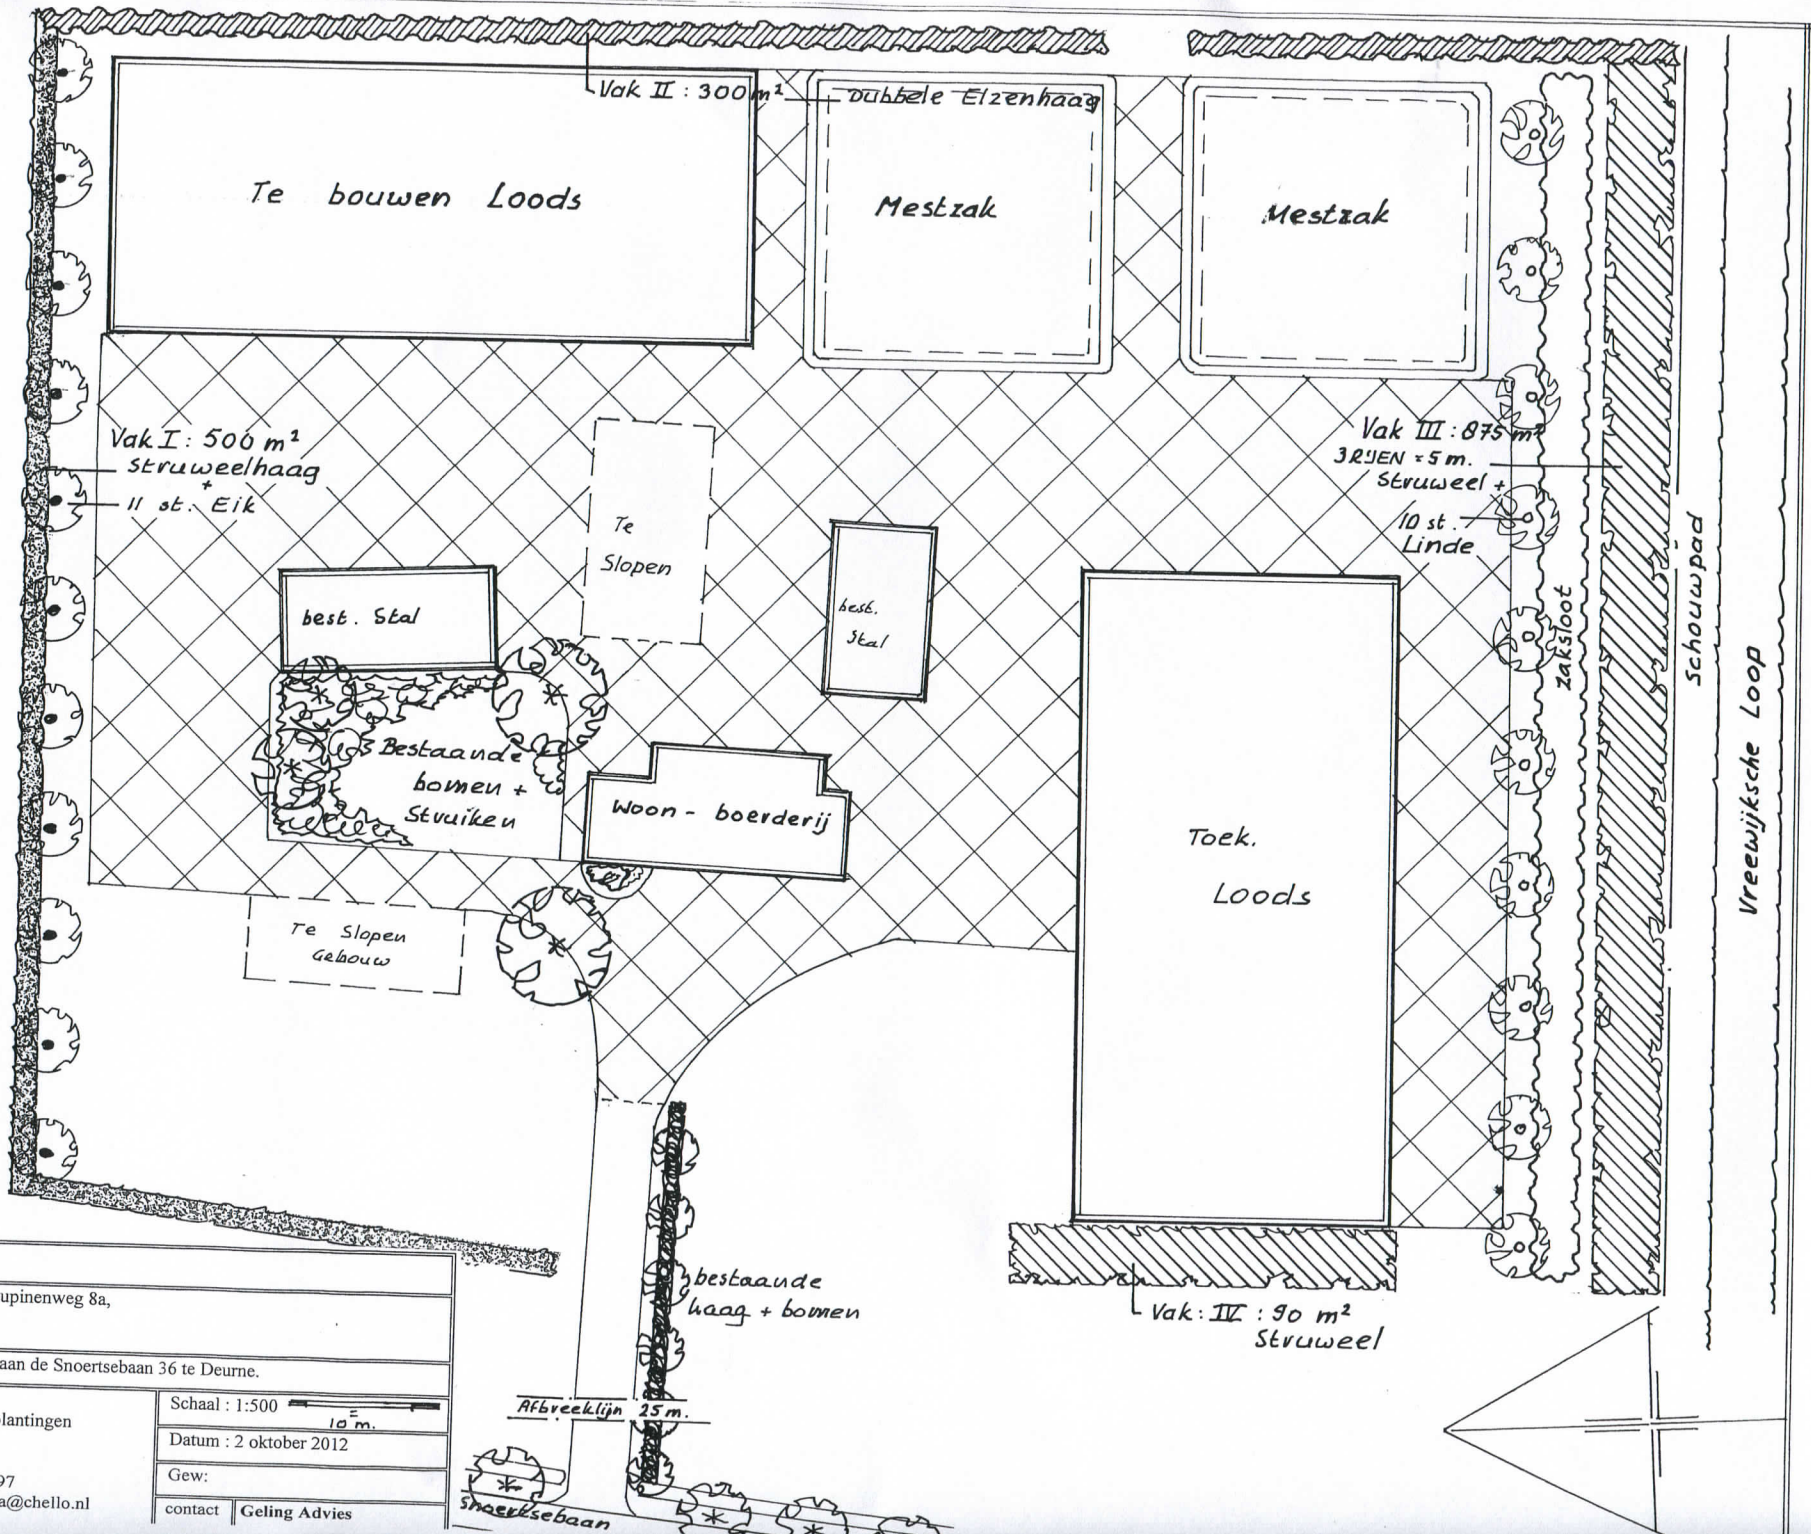 Vak II : 300 m² Dubbele Elzenhaag
Te bouwen Loods
Mestzak
Mestzak
Vak I : 500 m²
Struweelhaag
+
11 st. Eik
Vak III : 875 m²
3 RIJEN = 5 m.
Struweel +
10 st.
Linde
Te
Slopen
best. Stal
best.
Stal
zaksloot
Schouwpad
Vreewijksche Loop
Bestaande
bomen +
Struiken
Woon - boerderij
Toek.
Loods
Te Slopen
Gebouw
bestaande
haag + bomen
Vak : IV : 90 m²
Struweel
upinenweg 8a,
aan de Snoertsebaan 36 te Deurne.
lantingen
97
a@chello.nl
Schaal : 1:500
10 = m.
Datum : 2 oktober 2012
Gew:
contact Geling Advies
Afbreeklijn 25 m.
Snoertsebaan